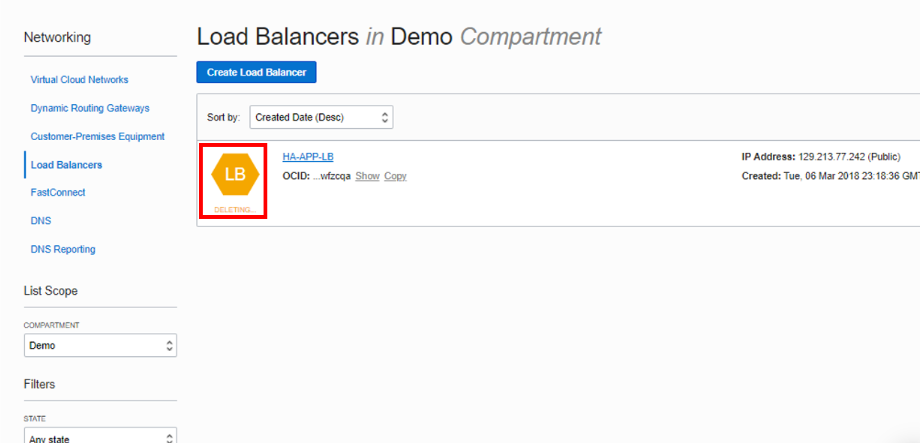 Networking
Virtual Cloud Networks
Dynamic Routing Gateways
Customer-Premises Equipment
Load Balancers
FastConnect
DNS
DNS Reporting
List Scope
COMPARTMENT
Demo
Filters
STATE
Any state
Load Balancers in Demo Compartment
Create Load Balancer
Sort by: Created Date (Desc)
LB
DELETING...
HA-APP-LB
OCID: ...wfzcqa Show Copy
IP Address: 129.213.77.242 (Public)
Created: Tue, 06 Mar 2018 23:18:36 GMT